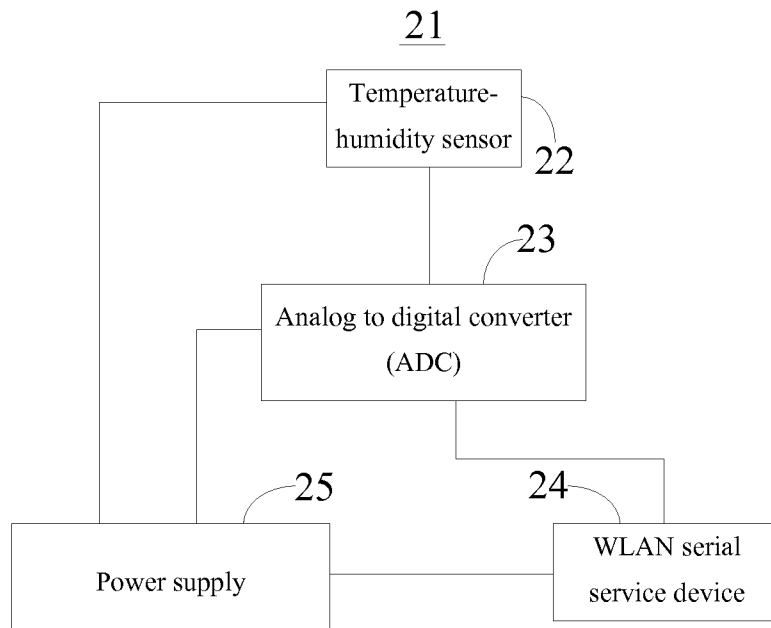 21
Temperature-
humidity sensor
22
23
Analog to digital converter
(ADC)
25
24
Power supply
WLAN serial
service device